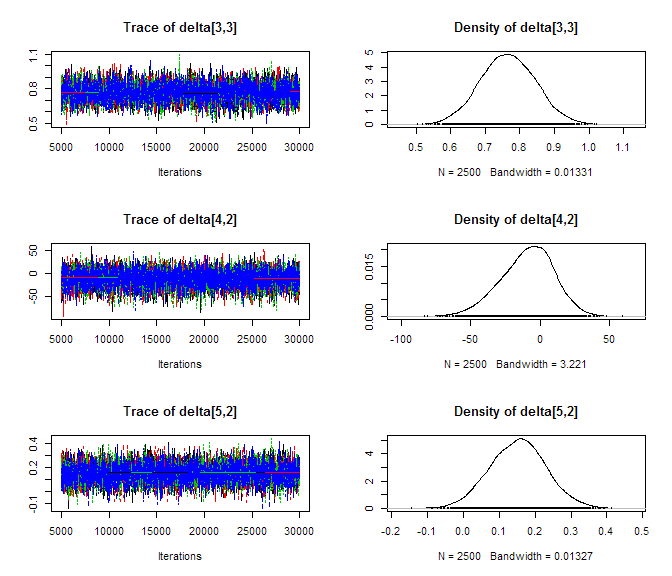 Trace of delta[3,3]
0.5 0.8 1.1
5000 10000 15000 20000 25000 30000
Iterations
Density of delta[3,3]
0 1 2 3 4 5
0.5 0.6 0.7 0.8 0.9 1.0 1.1
N = 2500 Bandwidth = 0.01331
Trace of delta[4,2]
-50 0 50
5000 10000 15000 20000 25000 30000
Iterations
Density of delta[4,2]
0.000 0.015
-100 -50 0 50
N = 2500 Bandwidth = 3.221
Trace of delta[5,2]
-0.1 0.2 0.4
5000 10000 15000 20000 25000 30000
Iterations
Density of delta[5,2]
0 2 4
-0.2 -0.1 0.0 0.1 0.2 0.3 0.4 0.5
N = 2500 Bandwidth = 0.01327